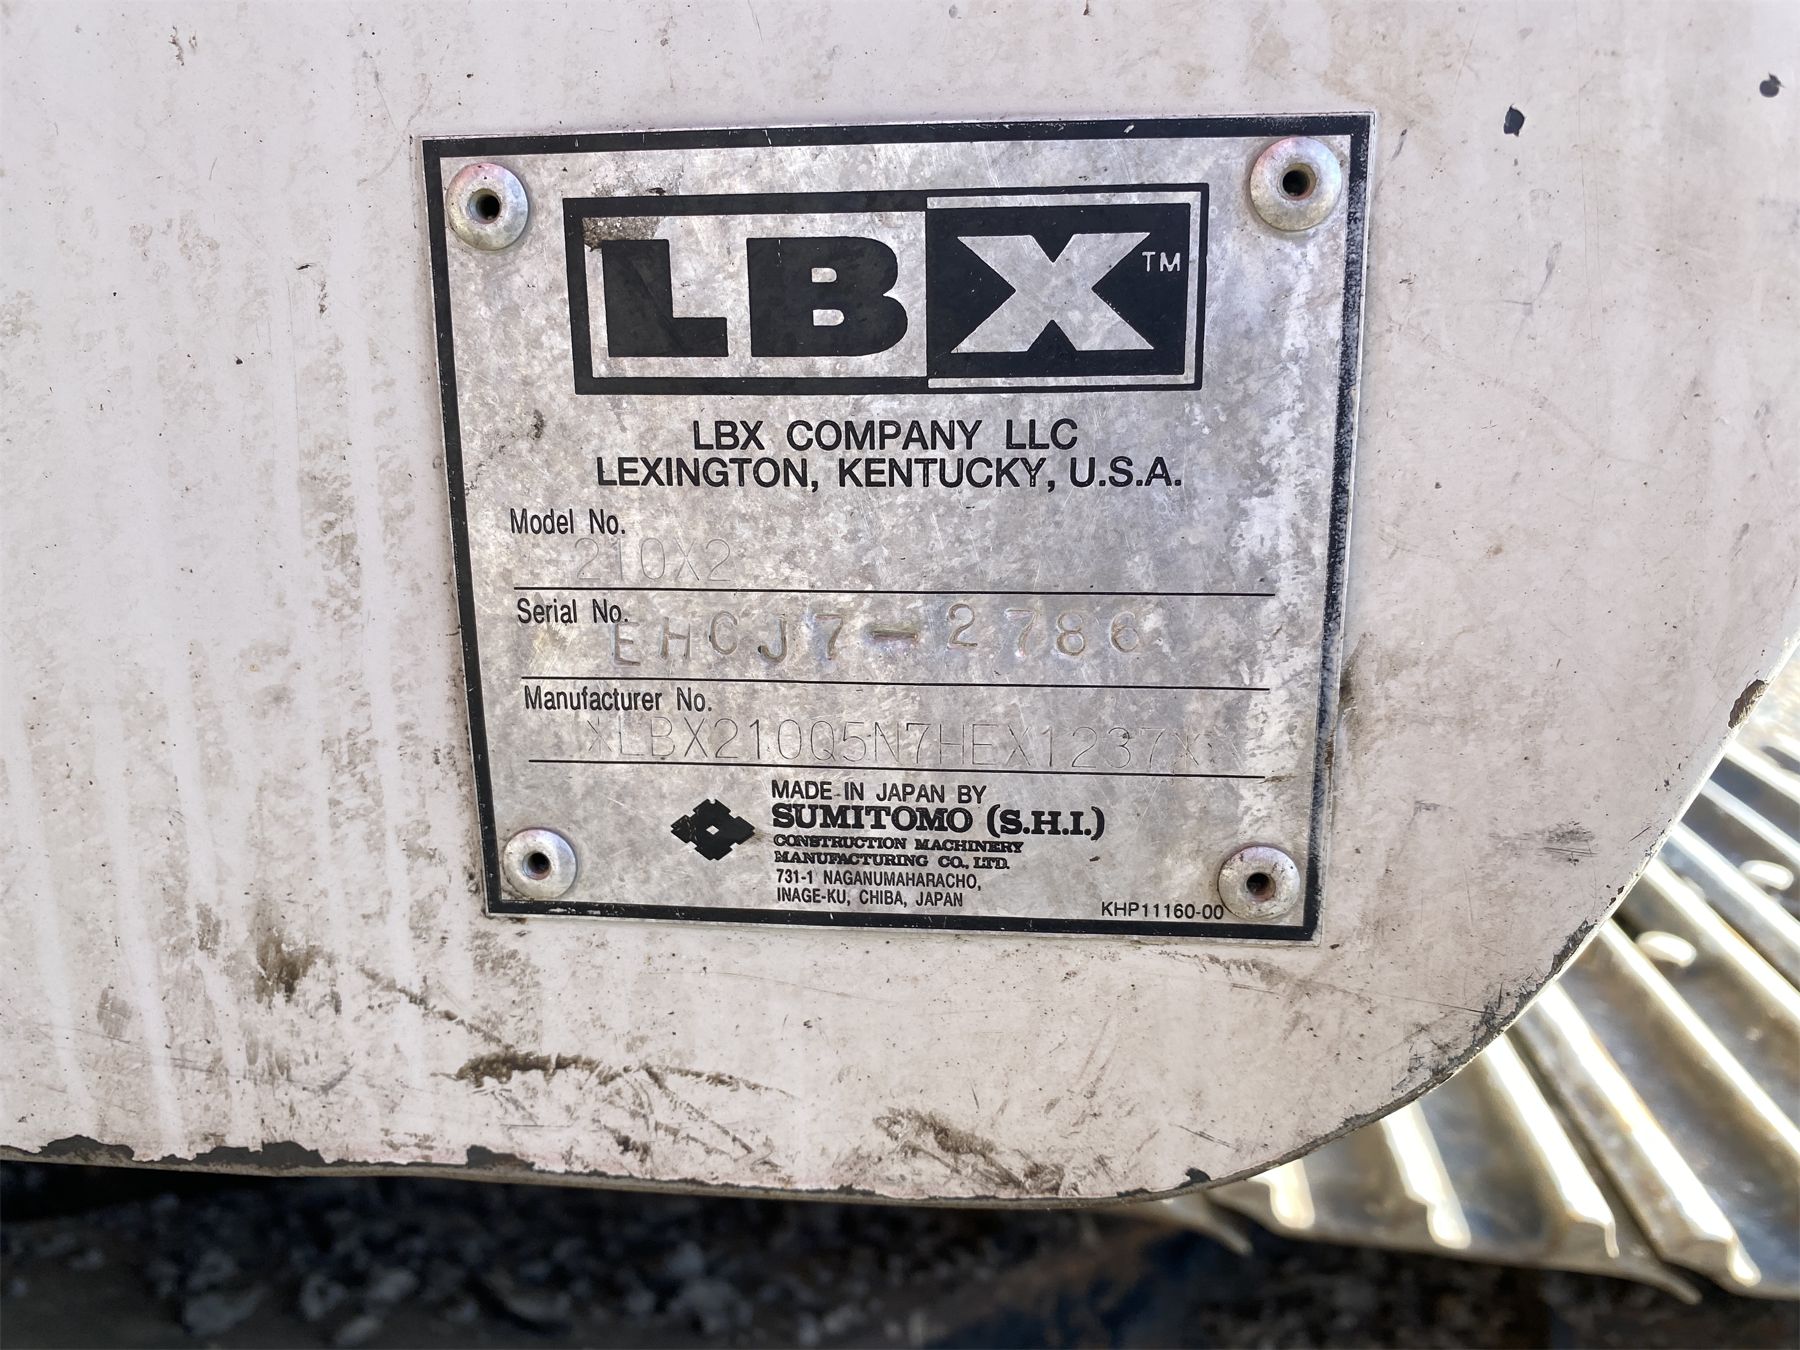 LBX™
LBX COMPANY LLC
LEXINGTON, KENTUCKY, U.S.A.
Model No.
210X2
Serial No.
EHCJ7-2786
Manufacturer No.
*LBX210Q5N7HEX1237*
MADE IN JAPAN BY
SUMITOMO (S.H.I.)
CONSTRUCTION MACHINERY
MANUFACTURING CO., LTD.
731-1 NAGANUMAHARACHO,
INAGE-KU, CHIBA, JAPAN
KHP11160-00